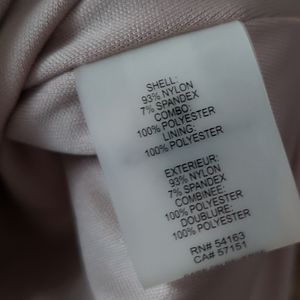 SHELL:
93% NYLON
7% SPANDEX
COMBO:
100% POLYESTER
LINING:
100% POLYESTER
EXTERIEUR:
93% NYLON
7% SPANDEX
COMBINEE:
100% POLYESTER
DOUBLURE:
100% POLYESTER
RN# 54163
CA# 57151